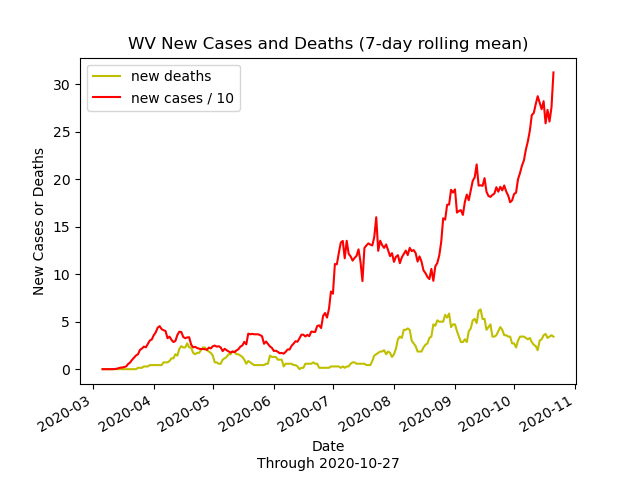 WV New Cases and Deaths (7-day rolling mean)
new deaths
new cases / 10
New Cases or Deaths
30
25
20
15
10
5
0
2020-03
2020-04
2020-05
2020-06
2020-07
2020-08
2020-09
2020-10
2020-11
Date
Through 2020-10-27